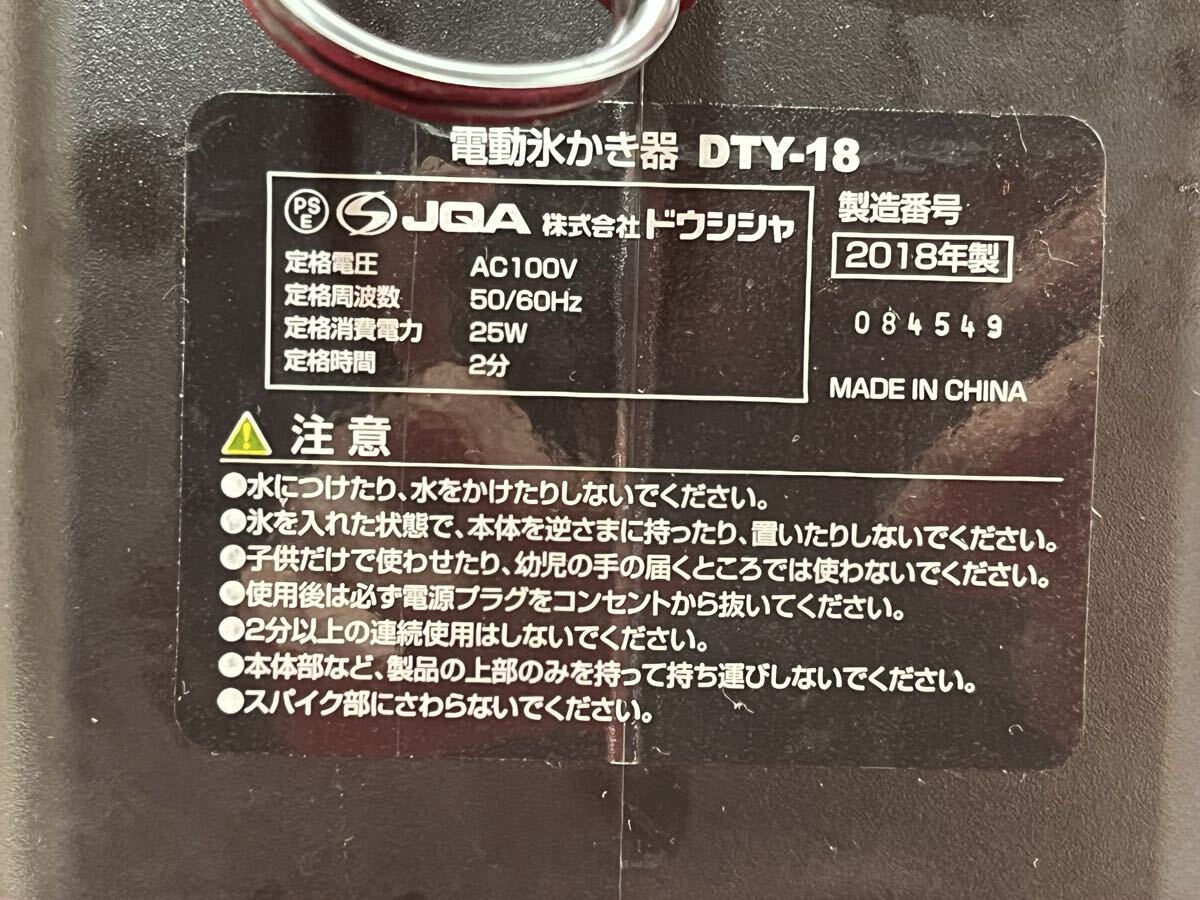 電動氷かき器 DTY-18
PS E JQA 株式会社ドウシシャ
定格電圧 AC100V
定格周波数 50/60Hz
定格消費電力 25W
定格時間 2分
製造番号
2018年製
084549
MADE IN CHINA
注意
●水につけたり、水をかけたりしないでください。
●氷を入れた状態で、本体を逆さまに持ったり、置いたりしないでください。
●子供だけで使わせたり、幼児の手の届くところでは使わないでください。
●使用後は必ず電源プラグをコンセントから抜いてください。
●2分以上の連続使用はしないでください。
●本体部など、製品の上部のみを持って持ち運びしないでください。
●スパイク部にさわらないでください。